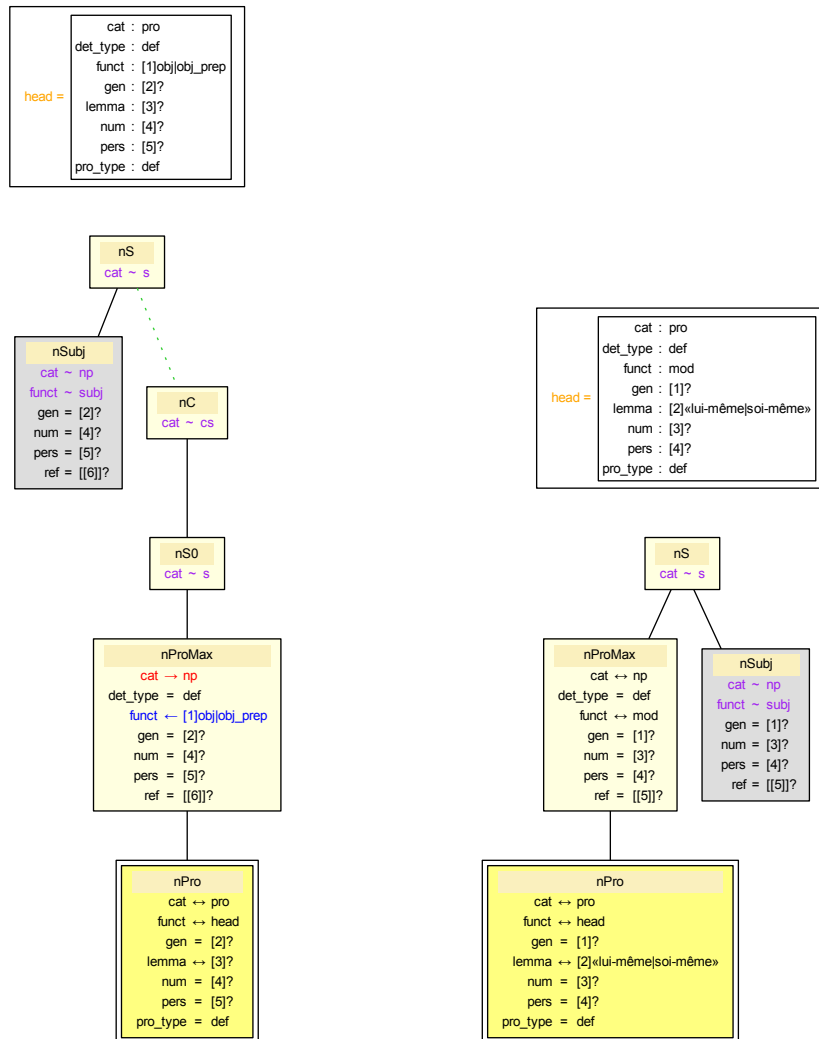 cat : pro
det_type : def
funct : [1]obj|obj_prep
gen : [2]?
head =
lemma : [3]?
num : [4]?
pers : [5]?
pro_type : def
nS
cat ~ s
nSubj
cat ~ np
funct ~ subj
gen = [2]?
num = [4]?
pers = [5]?
ref = [[6]]?
nC
cat ~ cs
nS0
cat ~ s
nProMax
cat → np
det_type = def
funct ← [1]obj|obj_prep
gen = [2]?
num = [4]?
pers = [5]?
ref = [[6]]?
nPro
cat ↔ pro
funct ↔ head
gen = [2]?
lemma ↔ [3]?
num = [4]?
pers = [5]?
pro_type = def
cat : pro
det_type : def
funct : mod
gen : [1]?
head =
lemma : [2]«lui-même|soi-même»
num : [3]?
pers : [4]?
pro_type : def
nS
cat ~ s
nProMax
cat ↔ np
det_type = def
funct ↔ mod
gen = [1]?
num = [3]?
pers = [4]?
ref = [[5]]?
nSubj
cat ~ np
funct ~ subj
gen = [1]?
num = [3]?
pers = [4]?
ref = [[5]]?
nPro
cat ↔ pro
funct ↔ head
gen = [1]?
lemma ↔ [2]«lui-même|soi-même»
num = [3]?
pers = [4]?
pro_type = def